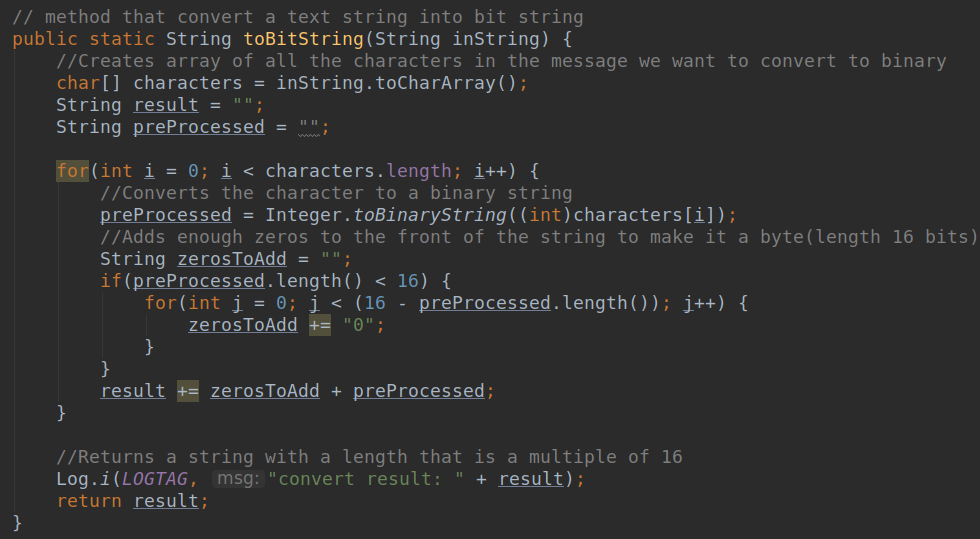 // method that convert a text string into bit string
public static String toBitString(String inString) {
    //Creates array of all the characters in the message we want to convert to binary
    char[] characters = inString.toCharArray();
    String result = "";
    String preProcessed = "";

    for(int i = 0; i < characters.length; i++) {
        //Converts the character to a binary string
        preProcessed = Integer.toBinaryString((int)characters[i]);
        //Adds enough zeros to the front of the string to make it a byte(length 16 bits)
        String zerosToAdd = "";
        if(preProcessed.length() < 16) {
            for(int j = 0; j < (16 - preProcessed.length()); j++) {
                zerosToAdd += "0";
            }
        }
        result += zerosToAdd + preProcessed;
    }

    //Returns a string with a length that is a multiple of 16
    Log.i(LOGTAG, msg: "convert result: " + result);
    return result;
}